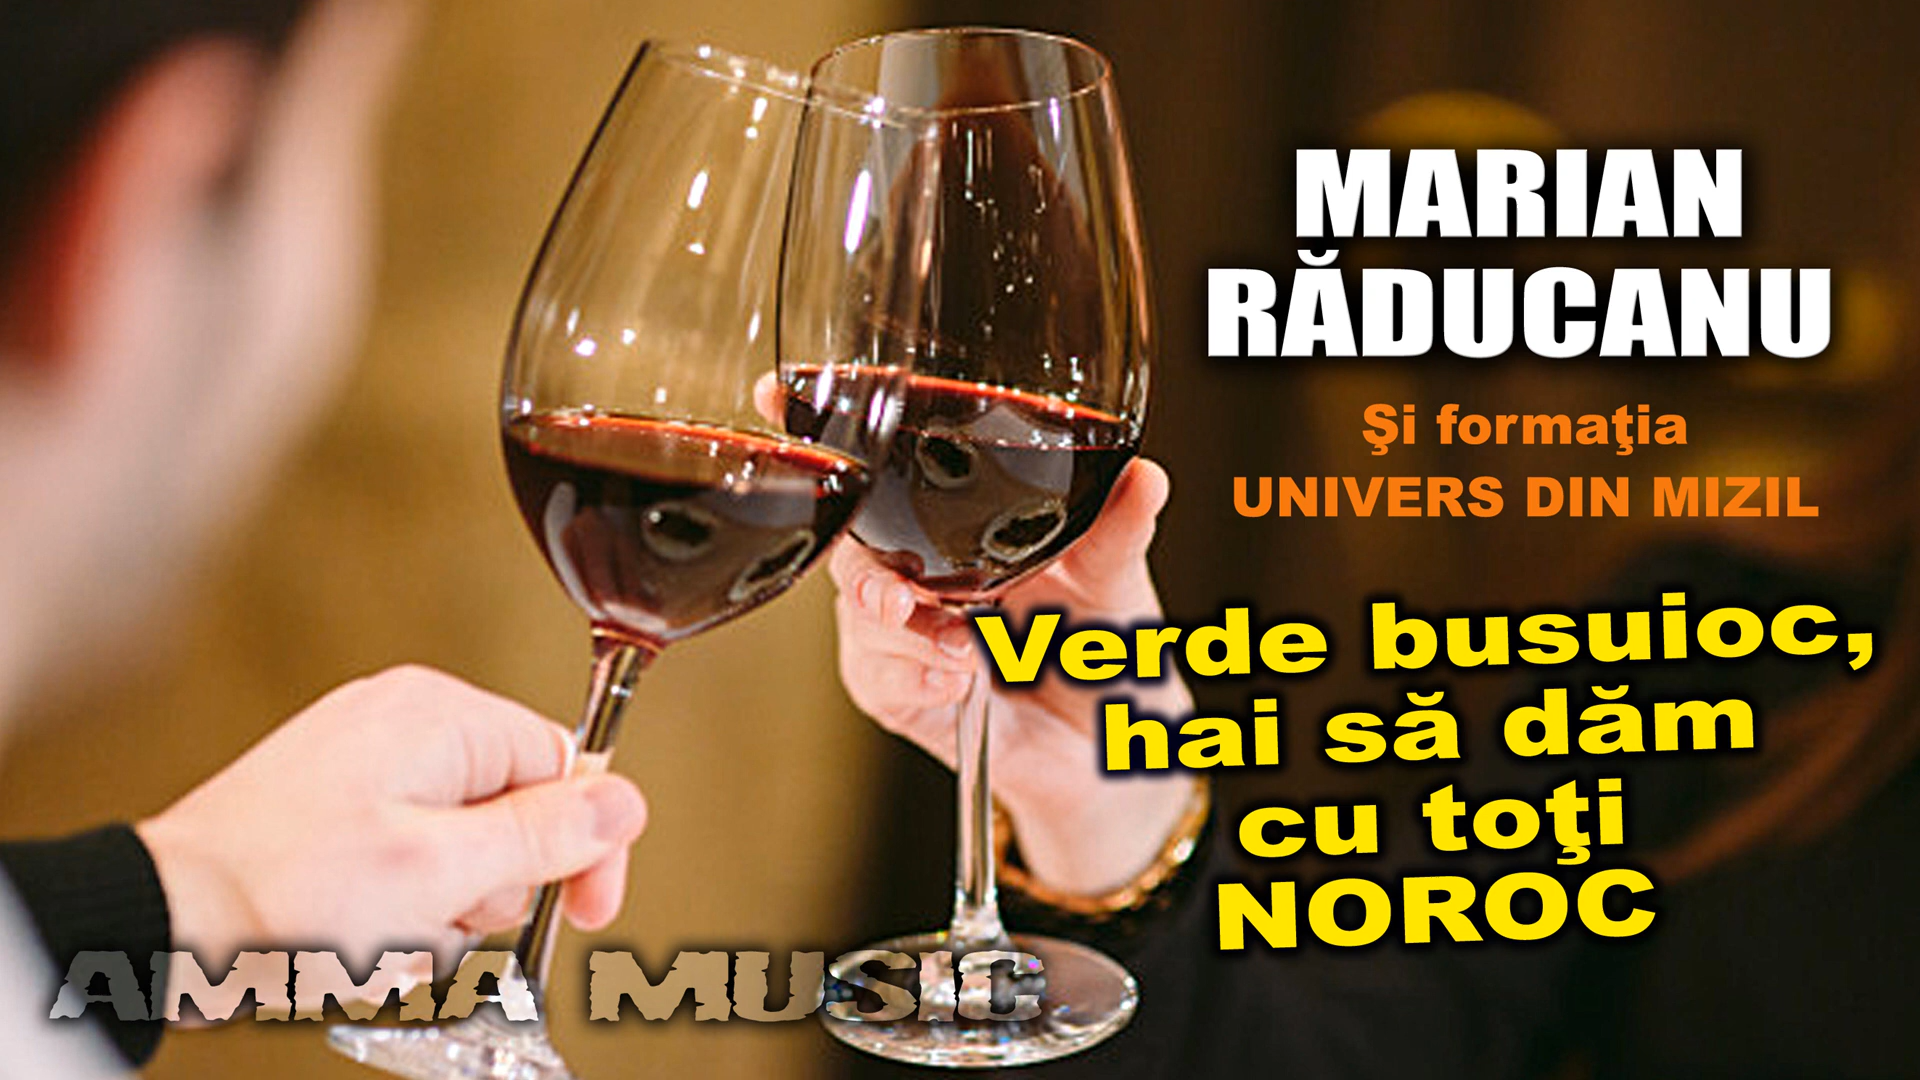 MARIAN
RĂDUCANU
Şi formaţia
UNIVERS DIN MIZIL
Verde busuioc,
hai să dăm
cu toţi
NOROC
AMMA MUSIC